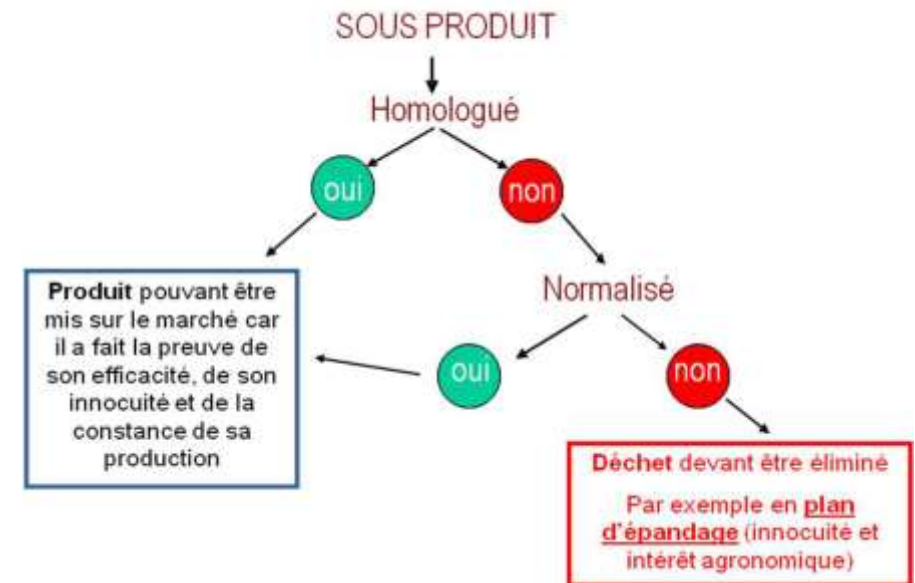 SOUS PRODUIT
Homologué
oui
non
Normalisé
Produit pouvant être
mis sur le marché car
il a fait la preuve de
son efficacité, de son
innocuité et de la
constance de sa
production
oui
non
Déchet devant être éliminé
Par exemple en plan
d'épandage (innocuité et
intérêt agronomique)